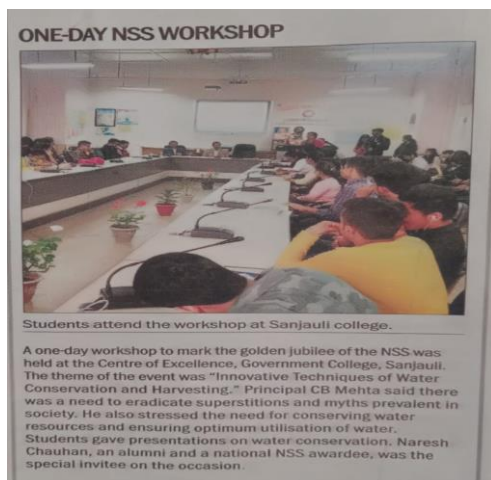 ONE-DAY NSS WORKSHOP
Students attend the workshop at Sanjauli college.
A one-day workshop to mark the golden jubilee of the NSS was
held at the Centre of Excellence, Government College, Sanjauli.
The theme of the event was "Innovative Techniques of Water
Conservation and Harvesting." Principal CB Mehta said there
was a need to eradicate superstitions and myths prevalent in
society. He also stressed the need for conserving water
resources and ensuring optimum utilisation of water.
Students gave presentations on water conservation. Naresh
Chauhan, an alumni and a national NSS awardee, was the
special invitee on the occasion.